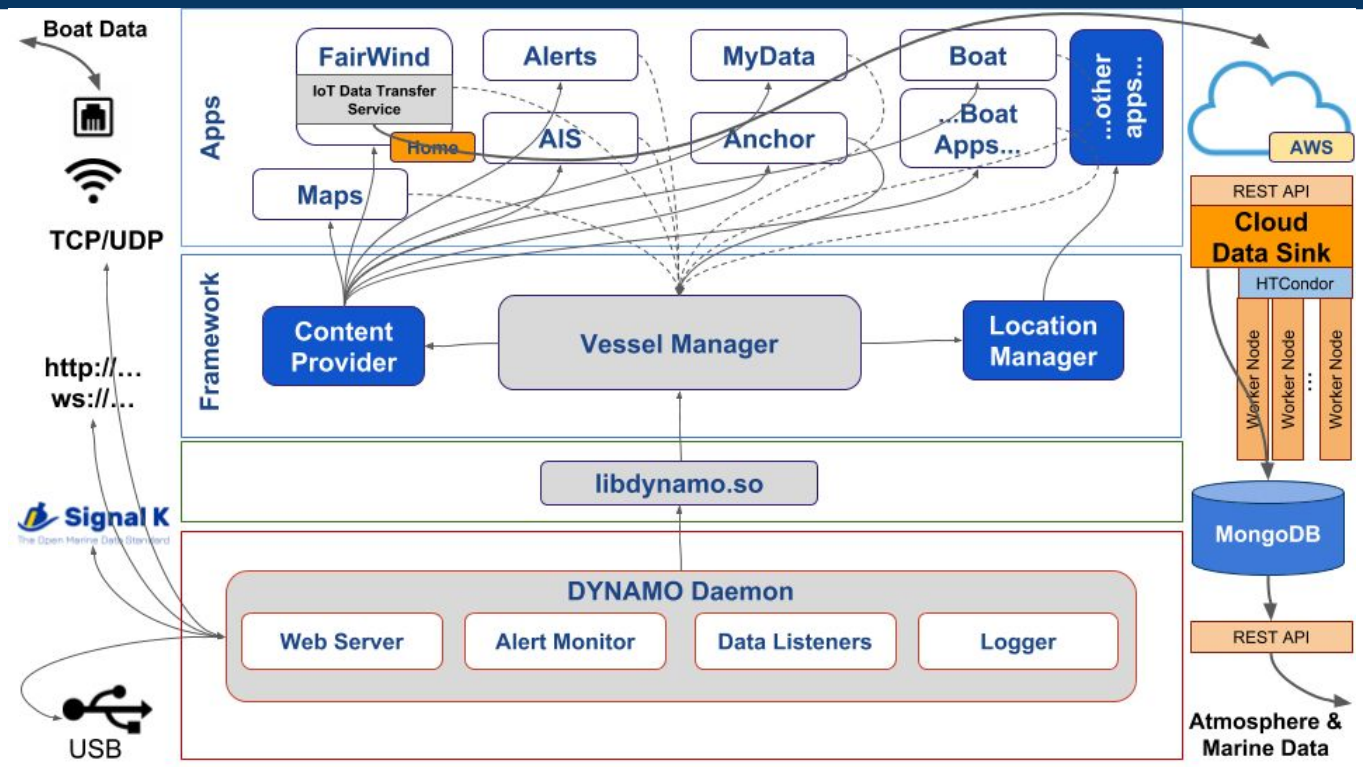 Boat Data
TCP/UDP
http://…
ws://…
Signal K
The Open Marine Data Standard
USB
Apps
FairWind
IoT Data Transfer
Service
Home
Alerts
MyData
Boat
...other
apps...
AIS
Anchor
...Boat
Apps...
Maps
Framework
Content
Provider
Vessel Manager
Location
Manager
libdynamo.so
DYNAMO Daemon
Web Server
Alert Monitor
Data Listeners
Logger
AWS
REST API
Cloud
Data Sink
HTCondor
Worker Node
Worker Node
...
Worker Node
MongoDB
REST API
Atmosphere &
Marine Data